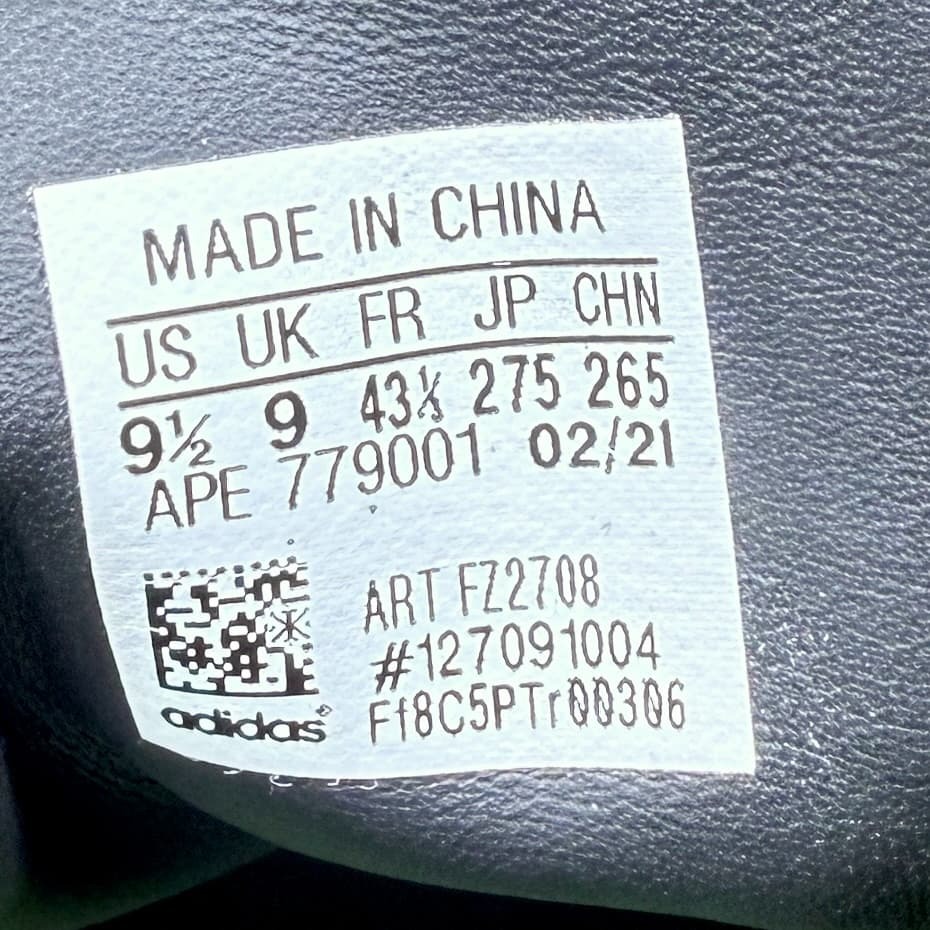 MADE IN CHINA
US UK FR JP CHN
9½ 9 43⅓ 275 265
APE 779001 02/21
ART FZ2708
#127091004
Ff8C5PTr00306
adidas